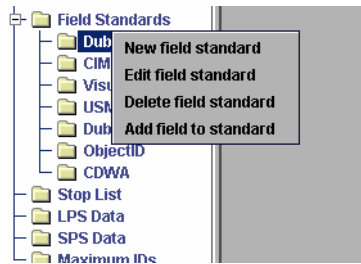 Field Standards
Dub
New field standard
CIM
Edit field standard
Visu
Delete field standard
USM
Add field to standard
Dub
ObjectID
CDWA
Stop List
LPS Data
SPS Data
Maximum IDs